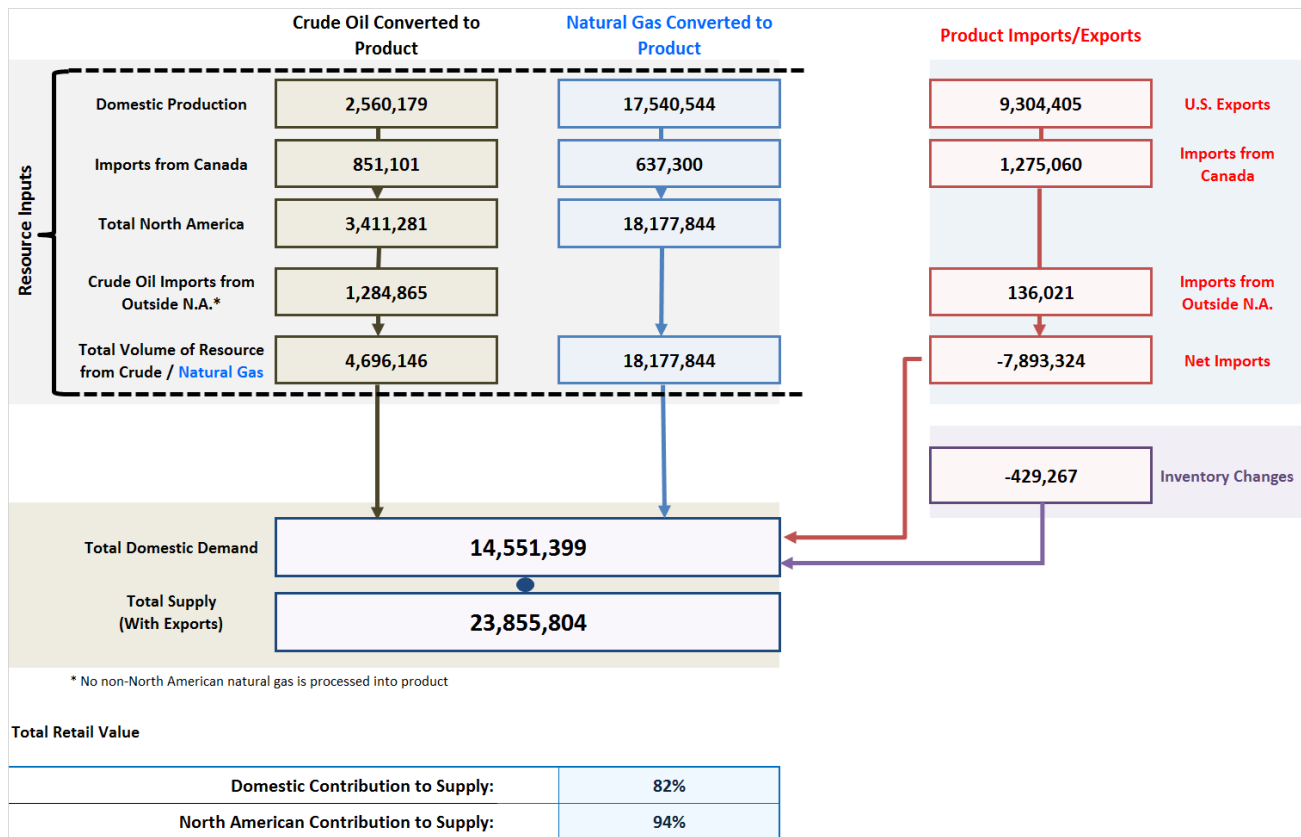 Crude Oil Converted to
Product
Natural Gas Converted to
Product
Product Imports/Exports
Resource Inputs
Domestic Production
2,560,179
17,540,544
9,304,405
U.S. Exports
Imports from Canada
851,101
637,300
1,275,060
Imports from
Canada
Total North America
3,411,281
18,177,844
Crude Oil Imports from
Outside N.A.*
1,284,865
136,021
Imports from
Outside N.A.
Total Volume of Resource
from Crude / Natural Gas
4,696,146
18,177,844
-7,893,324
Net Imports
-429,267
Inventory Changes
Total Domestic Demand
14,551,399
Total Supply
(With Exports)
23,855,804
* No non-North American natural gas is processed into product
Total Retail Value
Domestic Contribution to Supply:
82%
North American Contribution to Supply:
94%